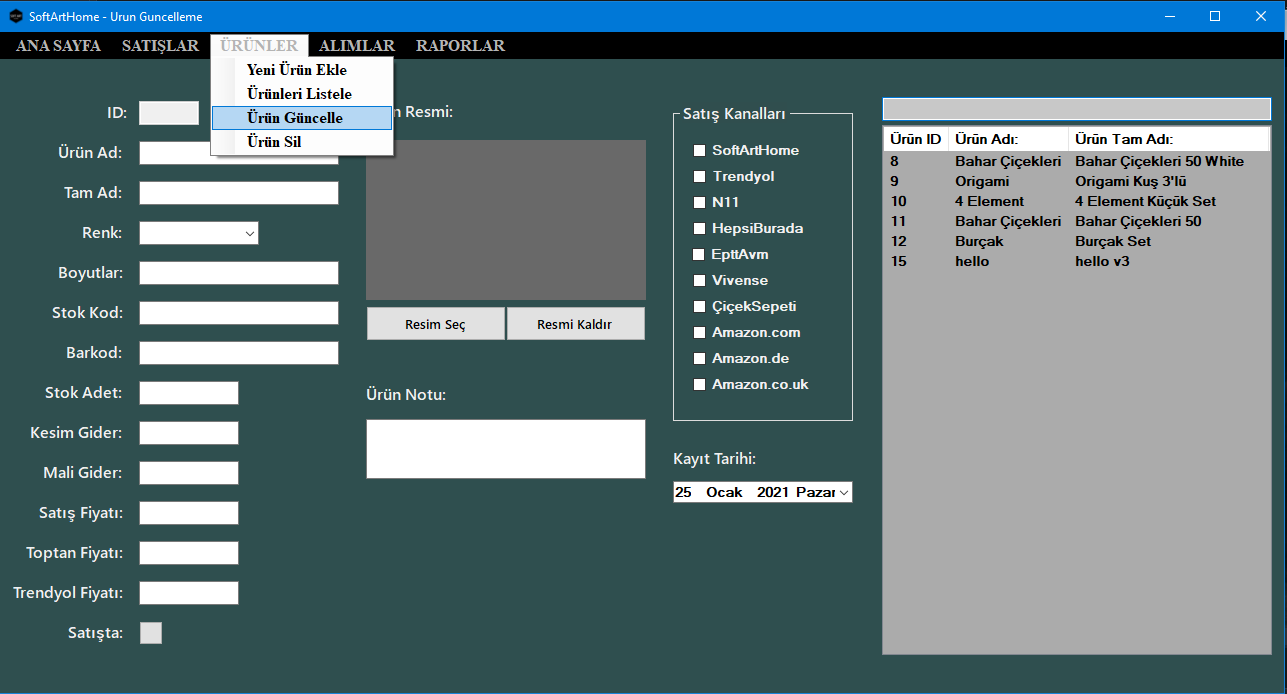 SoftArtHome - Urun Guncelleme
ANA SAYFA SATIŞLAR ÜRÜNLER ALIMLAR RAPORLAR
Yeni Ürün Ekle
Ürünleri Listele
Ürün Güncelle
Ürün Sil
ID:
Ürün Ad:
Tam Ad:
Renk:
Boyutlar:
Stok Kod:
Barkod:
Stok Adet:
Kesim Gider:
Mali Gider:
Satış Fiyatı:
Toptan Fiyatı:
Trendyol Fiyatı:
Satışta:
Resmi:
Resim Seç Resmi Kaldır
Ürün Notu:
Satış Kanalları
SoftArtHome
Trendyol
N11
HepsiBurada
EpttAvm
Vivense
ÇiçekSepeti
Amazon.com
Amazon.de
Amazon.co.uk
Kayıt Tarihi:
25 Ocak 2021 Pazar
Ürün ID Ürün Adı: Ürün Tam Adı:
8 Bahar Çiçekleri Bahar Çiçekleri 50 White
9 Origami Origami Kuş 3'lü
10 4 Element 4 Element Küçük Set
11 Bahar Çiçekleri Bahar Çiçekleri 50
12 Burçak Burçak Set
15 hello hello v3